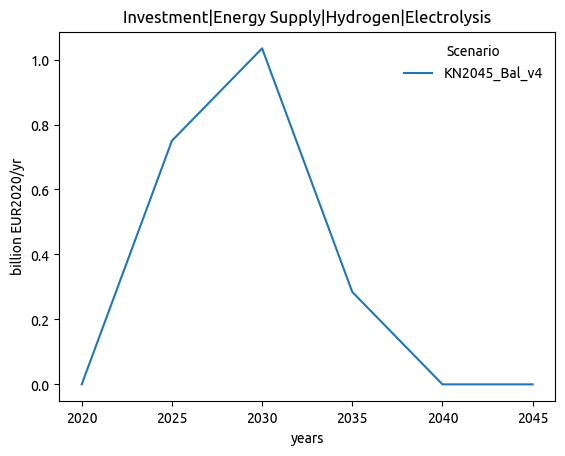 Investment|Energy Supply|Hydrogen|Electrolysis
Scenario
KN2045_Bal_v4
billion EUR2020/yr
1.0
0.8
0.6
0.4
0.2
0.0
2020 2025 2030 2035 2040 2045
years